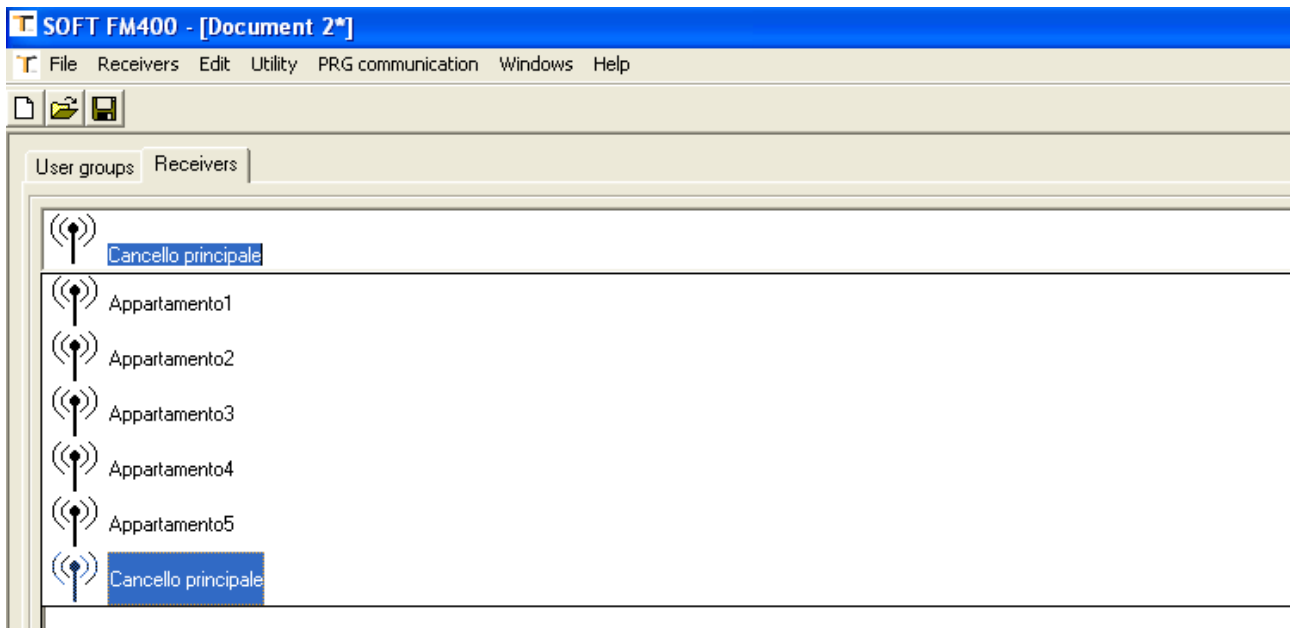 SOFT FM400 - [Document 2*]
File Receivers Edit Utility PRG communication Windows Help
User groups Receivers
Cancello principale
Appartamento1
Appartamento2
Appartamento3
Appartamento4
Appartamento5
Cancello principale